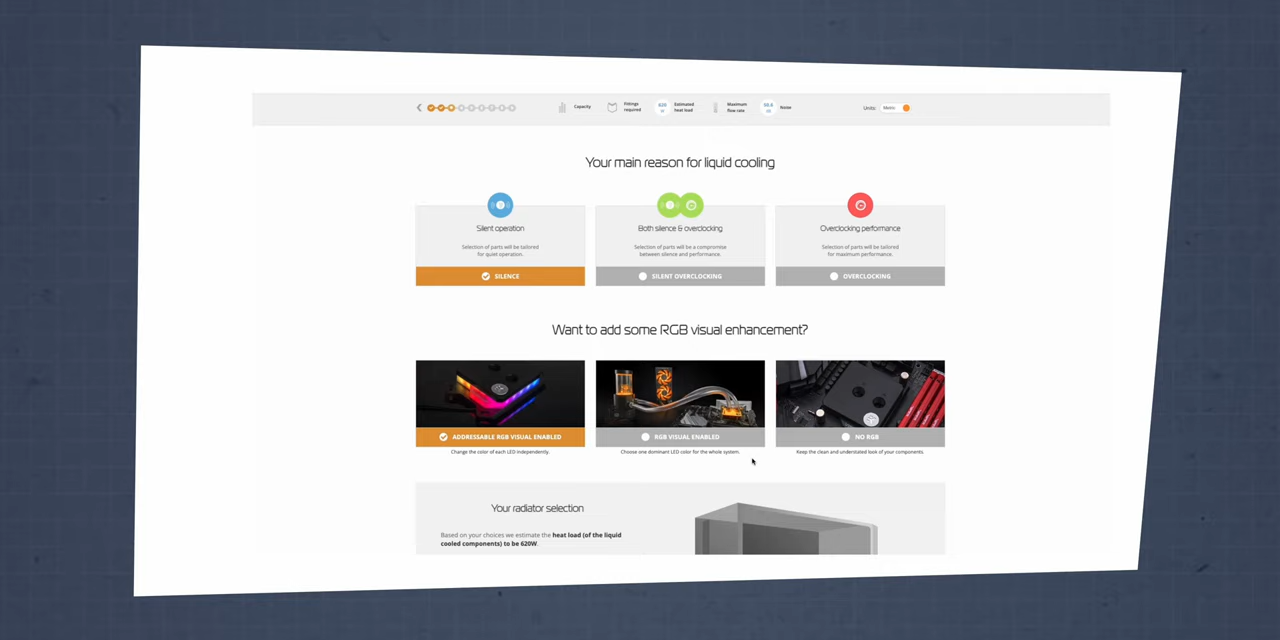 Capacity
Fittings
required
620
W
Estimated
heat load
Maximum
flow rate
Noise
Units: Metric
Your main reason for liquid cooling
Silent operation
Selection of parts will be tailored
for quiet operation.
SILENCE
Both silence & overclocking
Selection of parts will be a compromise
between silence and performance.
SILENT OVERCLOCKING
Overclocking performance
Selection of parts will be tailored
for maximum performance.
OVERCLOCKING
Want to add some RGB visual enhancement?
ADDRESSABLE RGB VISUAL ENABLED
Change the color of each LED independently.
RGB VISUAL ENABLED
Choose one dominant LED color for the whole system.
NO RGB
Keep the clean and understated look of your components.
Your radiator selection
Based on your choices we estimate the heat load (of the liquid
cooled components) to be 620W.